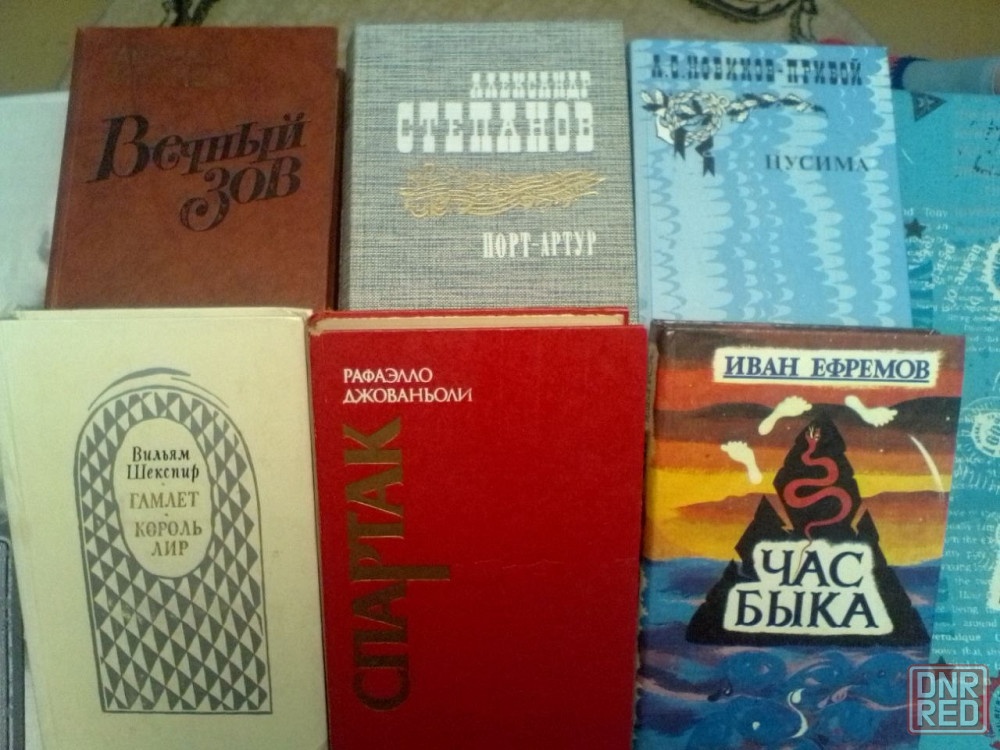 Вечный
Зов
АЛЕКСАНДР
СТЕПАНОВ
ПОРТ-АРТУР
А.С.НОВИКОВ-ПРИБОЙ
ЦУСИМА
Вильям
Шекспир
ГАМЛЕТ
КОРОЛЬ
ЛИР
РАФАЭЛЛО
ДЖОВАНЬОЛИ
СПАРТАК
ИВАН ЕФРЕМОВ
ЧАС
БЫКА
DNR
RED